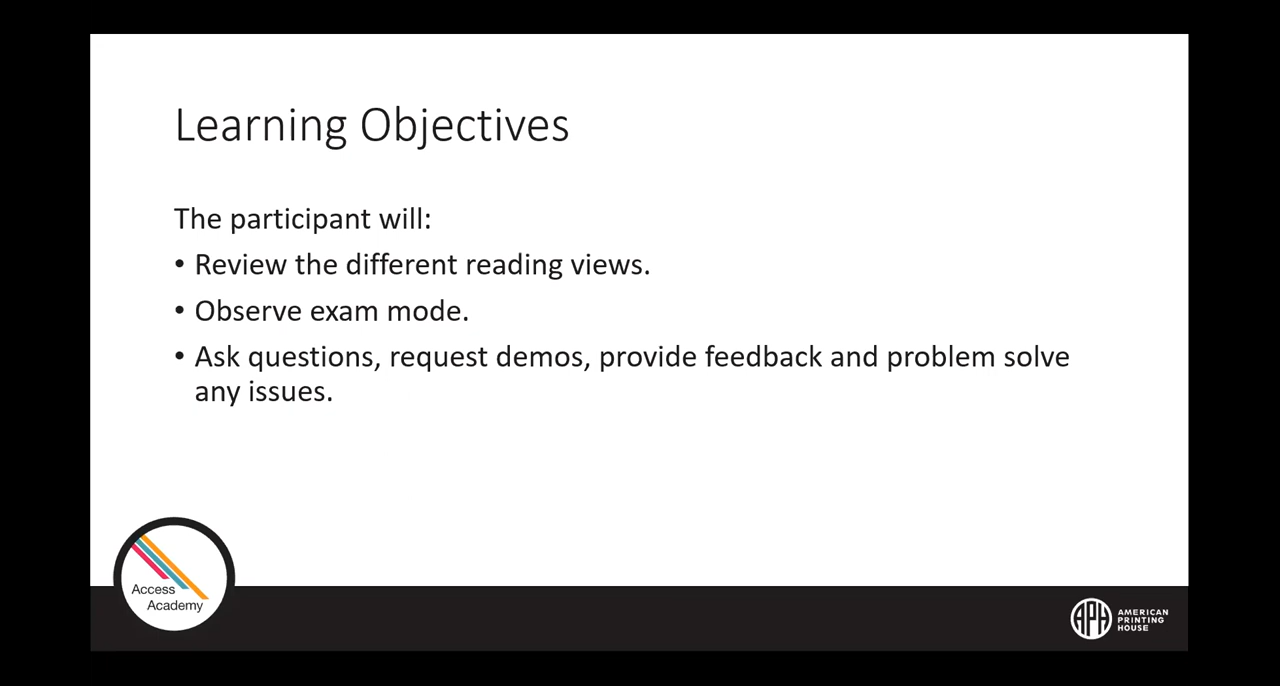 Learning Objectives
The participant will:
• Review the different reading views.
• Observe exam mode.
• Ask questions, request demos, provide feedback and problem solve
any issues.
Access
Academy
APH
AMERICAN
PRINTING
HOUSE